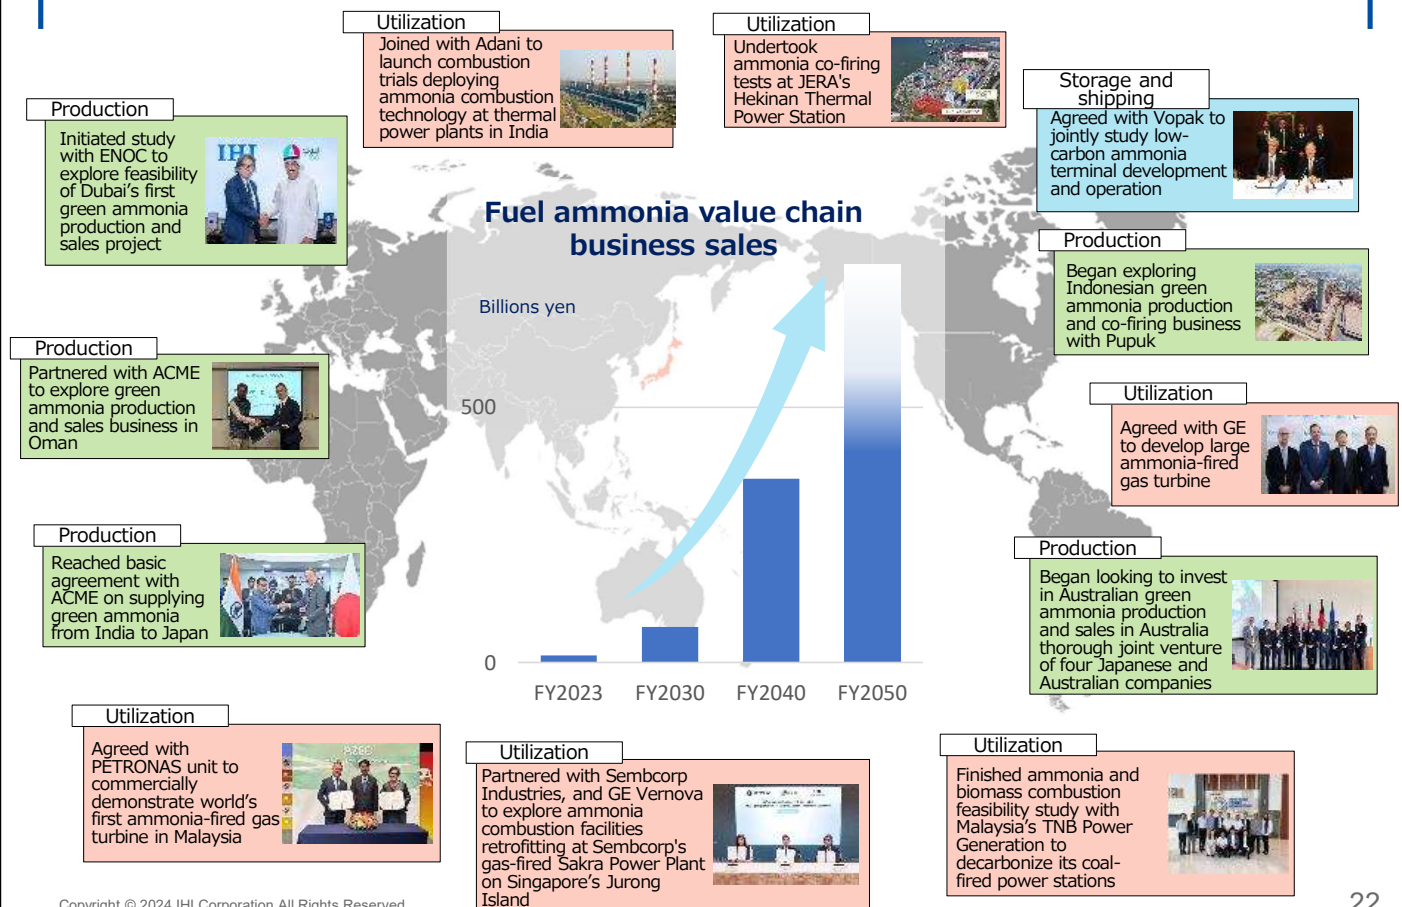 Utilization
Joined with Adani to
launch combustion
trials deploying
ammonia combustion
technology at thermal
power plants in India
Utilization
Undertook
ammonia co-firing
tests at JERA's
Hekinan Thermal
Power Station
Storage and
shipping
Agreed with Vopak to
jointly study low-
carbon ammonia
terminal development
and operation
Production
Initiated study
with ENOC to
explore feasibility
of Dubai’s first
green ammonia
production and
sales project
IHI
Fuel ammonia value chain
business sales
Billions yen
500
0
FY2023
FY2030
FY2040
FY2050
Production
Began exploring
Indonesian green
ammonia production
and co-firing business
with Pupuk
Production
Partnered with ACME
to explore green
ammonia production
and sales business in
Oman
Utilization
Agreed with GE
to develop large
ammonia-fired
gas turbine
Production
Reached basic
agreement with
ACME on supplying
green ammonia
from India to Japan
Production
Began looking to invest
in Australian green
ammonia production
and sales in Australia
thorough joint venture
of four Japanese and
Australian companies
Utilization
Agreed with
PETRONAS unit to
commercially
demonstrate world’s
first ammonia-fired gas
turbine in Malaysia
Utilization
Partnered with Sembcorp
Industries, and GE Vernova
to explore ammonia
combustion facilities
retrofitting at Sembcorp's
gas-fired Sakra Power Plant
on Singapore’s Jurong
Island
Utilization
Finished ammonia and
biomass combustion
feasibility study with
Malaysia’s TNB Power
Generation to
decarbonize its coal-
fired power stations
Copyright © 2024 IHI Corporation All Rights Reserved
22